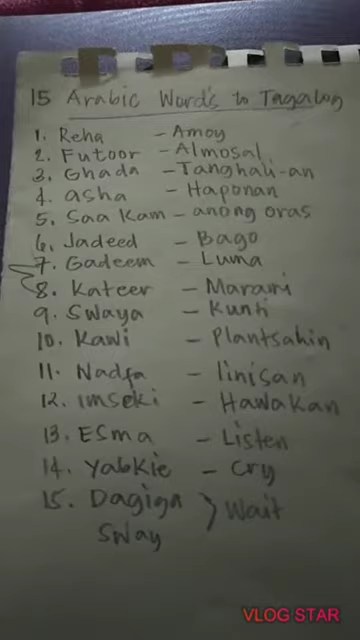 15 Arabic Words to Tagalog
1. Reha - Amoy
2. Futoor - Almosal
3. Ghada - Tanghali-an
4. asha - Haponan
5. Saa Kam - anong oras
6. Jadeed - Bago
7. Gadeem - Luma
8. Kateer - Marami
9. Swaya - Kunti
10. Kawi - Plantsahin
11. Nadfa - linisan
12. imseki - Hawakan
13. Esma - Listen
14. Yabkie - Cry
15. Dagiga } Wait
Sway
VLOG STAR